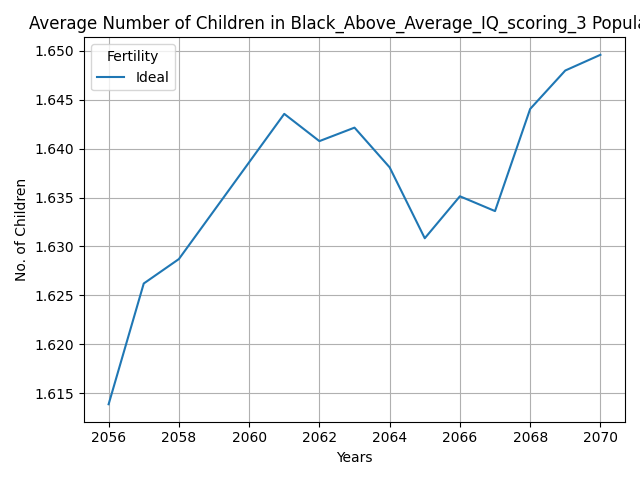 Average Number of Children in Black_Above_Average_IQ_scoring_3 Popula
Fertility
Ideal
1.650
1.645
1.640
1.635
1.630
1.625
1.620
1.615
No. of Children
2056 2058 2060 2062 2064 2066 2068 2070
Years